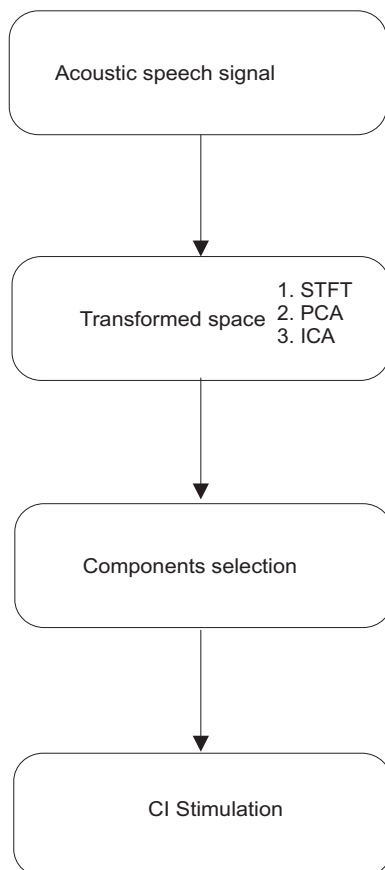 Acoustic speech signal
Transformed space
1. STFT
2. PCA
3. ICA
Components selection
CI Stimulation